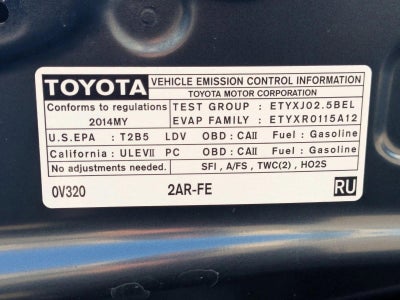 TOYOTA
VEHICLE EMISSION CONTROL INFORMATION
TOYOTA MOTOR CORPORATION
Conforms to regulations
2014MY
TEST GROUP : ETYXJ02.5BEL
EVAP FAMILY : ETYXR0115A12
U.S.EPA : T2B5 LDV OBD: CAII Fuel: Gasoline
California: ULEVII PC OBD: CAII Fuel: Gasoline
No adjustments needed. SFI, A/FS, TWC(2), HO2S
0V320 2AR-FE RU